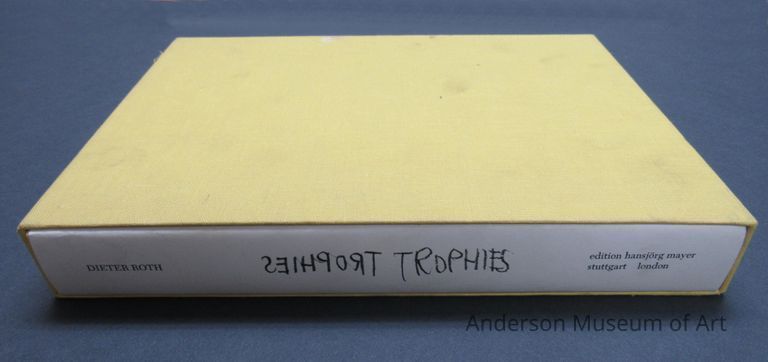 DIETER ROTH
SEIHPORT TROPHIES
edition hansjörg mayer
stuttgart london
Anderson Museum of Art